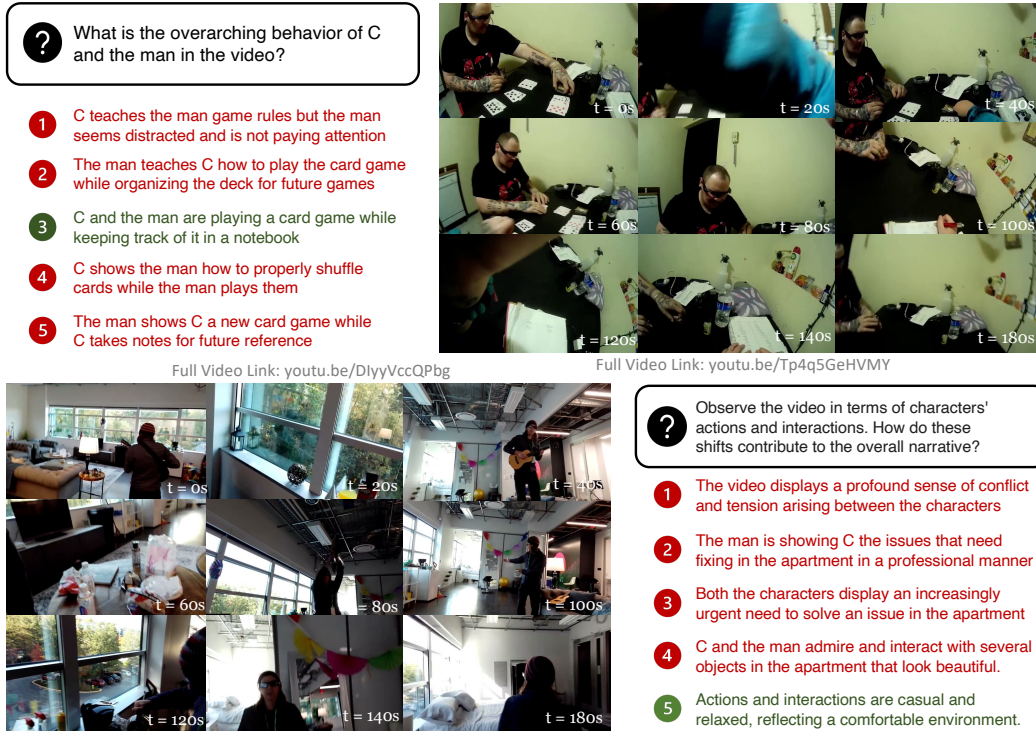 ?
What is the overarching behavior of C
and the man in the video?
1
C teaches the man game rules but the man
seems distracted and is not paying attention
2
The man teaches C how to play the card game
while organizing the deck for future games
3
C and the man are playing a card game while
keeping track of it in a notebook
4
C shows the man how to properly shuffle
cards while the man plays them
5
The man shows C a new card game while
C takes notes for future reference
t = 0s
t = 20s
t = 40s
t = 60s
t = 80s
t = 100s
t = 120s
t = 140s
t = 180s
Full Video Link: youtu.be/DIyyVccQPbg
Full Video Link: youtu.be/Tp4q5GeHVMY
t = 0s
t = 20s
t = 40s
t = 60s
t = 80s
t = 100s
t = 120s
t = 140s
t = 180s
?
Observe the video in terms of characters'
actions and interactions. How do these
shifts contribute to the overall narrative?
1
The video displays a profound sense of conflict
and tension arising between the characters
2
The man is showing C the issues that need
fixing in the apartment in a professional manner
3
Both the characters display an increasingly
urgent need to solve an issue in the apartment
4
C and the man admire and interact with several
objects in the apartment that look beautiful.
5
Actions and interactions are casual and
relaxed, reflecting a comfortable environment.